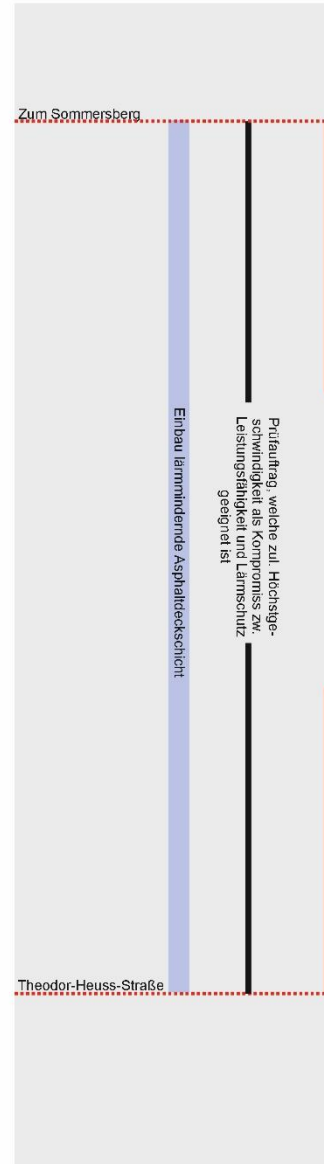 Zum Sommersberg
Einbau lärmmindernde Asphaltdeckschicht
Prüfauftrag, welche zul. Höchstge-
schwindigkeit als Kompromiss zw.
Leistungsfähigkeit und Lärmschutz
geeignet ist
Theodor-Heuss-Straße